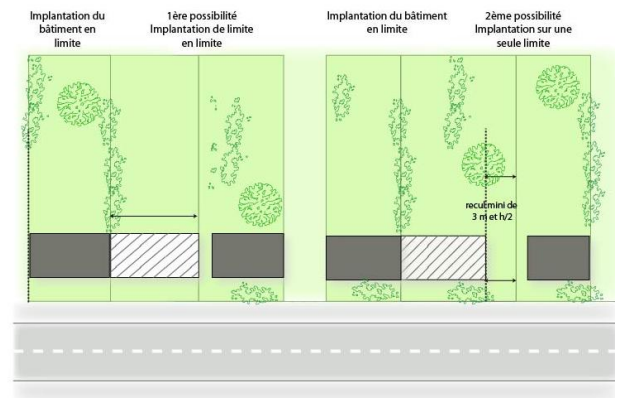 Implantation du
bâtiment en
limite
1ère possibilité
Implantation de limite
en limite
Implantation du bâtiment
en limite
2ème possibilité
Implantation sur une
seule limite
recul mini de
3 m et h/2